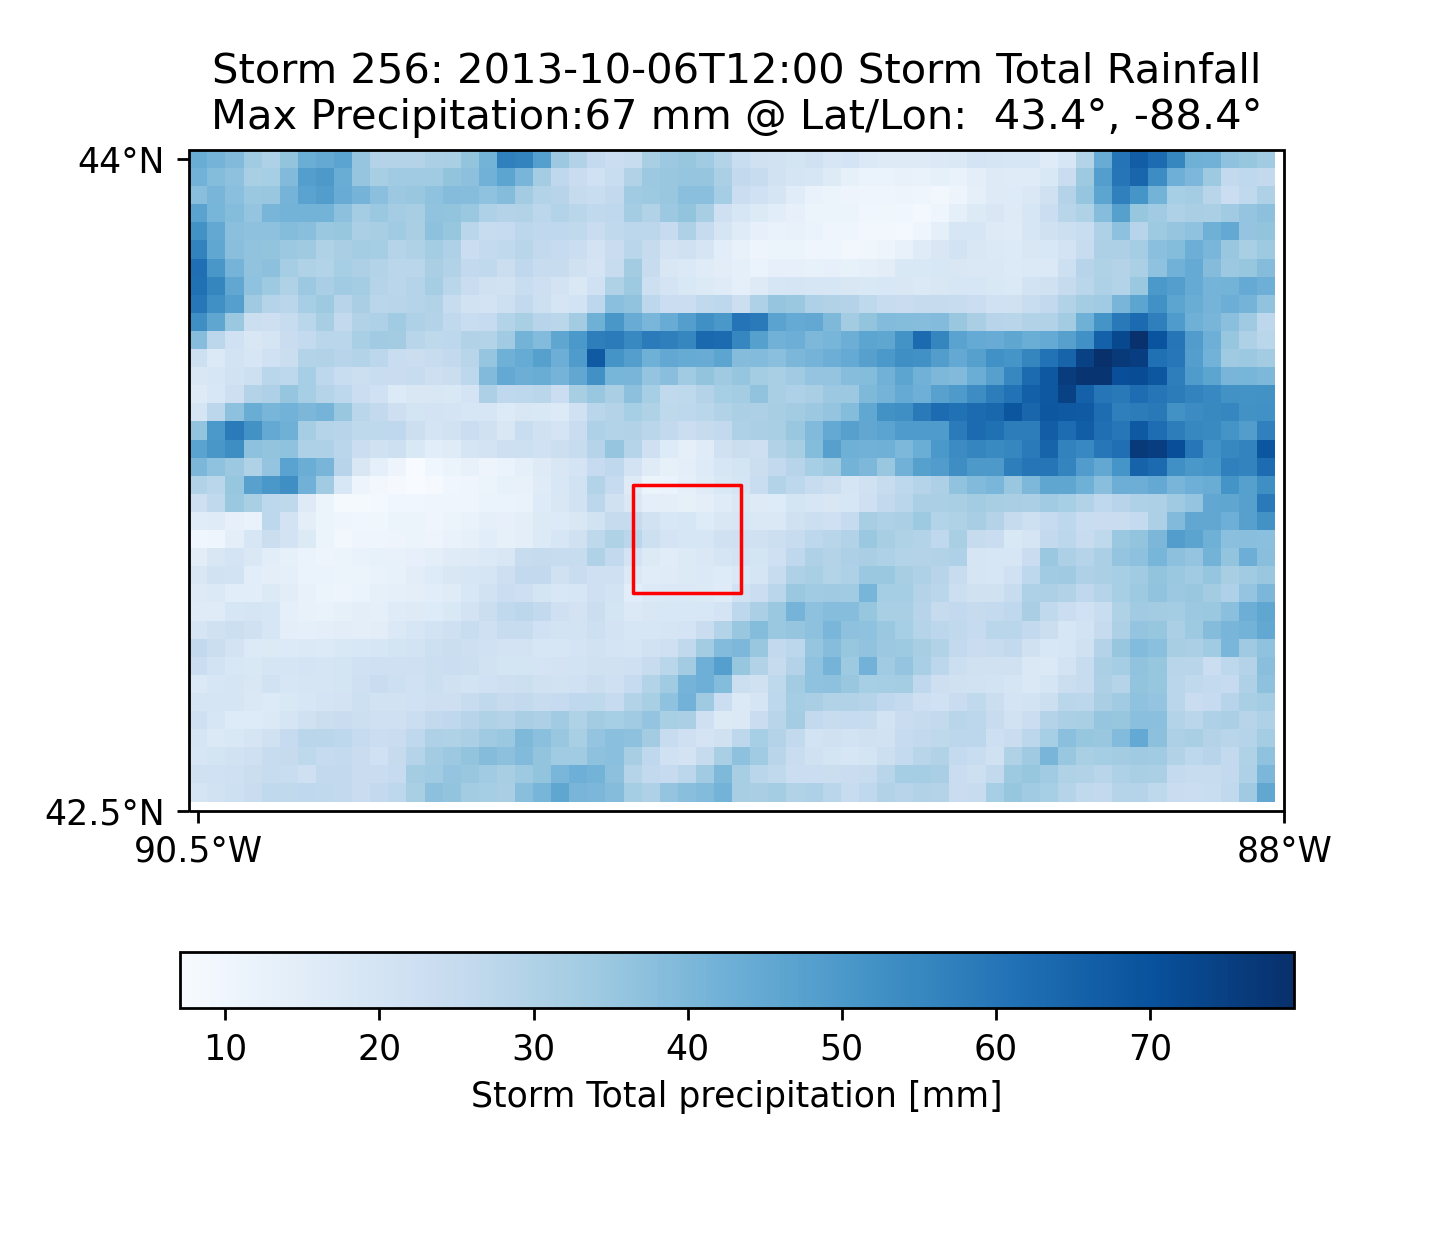 Storm 256: 2013-10-06T12:00 Storm Total Rainfall
Max Precipitation:67 mm @ Lat/Lon:  43.4°, -88.4°
44°N
42.5°N
90.5°W
88°W
10 20 30 40 50 60 70
Storm Total precipitation [mm]